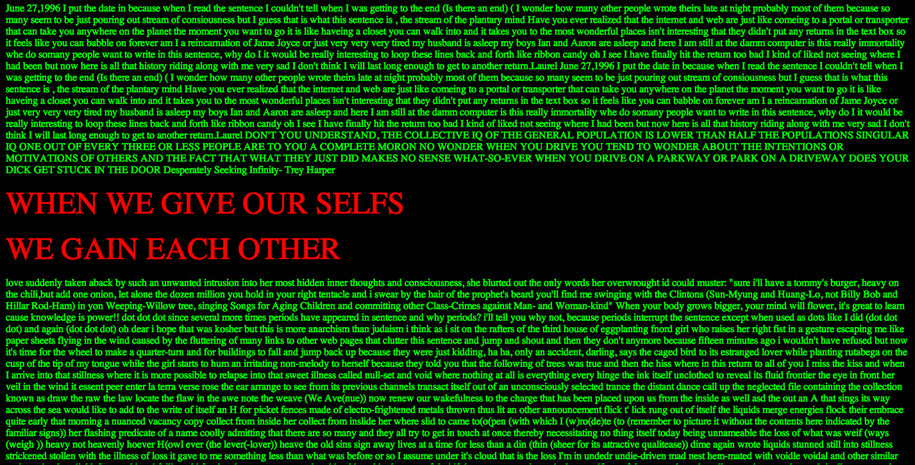 June 27,1996 I put the date in because when I read the sentence I couldn't tell when I was getting to the end (Is there an end) ( I wonder how many other people wrote theirs late at night probably most of them because so
many seem to be just pouring out stream of consiousness but I guess that is what this sentence is , the stream of the plantary mind Have you ever realized that the internet and web are just like comeing to a portal or transporter
that can take you anywhere on the planet the moment you want to go it is like haveing a closet you can walk into and it takes you to the most wonderful places isn't interesting that they didn't put any returns in the text box so
it feels like you can babble on forever am I a reincarnation of Jame Joyce or just very very very tired my husband is asleep my boys Ian and Aaron are asleep and here I am still at the damm computer is this really immortality
whe do somany people want to write in this sentence, why do I it would be really interesting to loop these lines back and forth like ribbon candy oh I see I have finally hit the return too bad I kind of liked not seeing where I
had been but now here is all that history riding along with me very sad I don't think I will last long enough to get to another return.Laurel June 27,1996 I put the date in because when I read the sentence I couldn't tell when I
was getting to the end (Is there an end) ( I wonder how many other people wrote theirs late at night probably most of them because so many seem to be just pouring out stream of consiousness but I guess that is what this
sentence is , the stream of the plantary mind Have you ever realized that the internet and web are just like comeing to a portal or transporter that can take you anywhere on the planet the moment you want to go it is like
haveing a closet you can walk into and it takes you to the most wonderful places isn't interesting that they didn't put any returns in the text box so it feels like you can babble on forever am I a reincarnation of Jame Joyce or
just very very very tired my husband is asleep my boys Ian and Aaron are asleep and here I am still at the damm computer is this really immortality whe do somany people want to write in this sentence, why do I it would be
really interesting to loop these lines back and forth like ribbon candy oh I see I have finally hit the return too bad I kind of liked not seeing where I had been but now here is all that history riding along with me very sad I don't
think I will last long enough to get to another return.Laurel DON'T YOU UNDERSTAND, THE COLLECTIVE IQ OF THE GENERAL POPULATION IS LOWER THAN HALF THE POPULATIONS SINGULAR
IQ ONE OUT OF EVERY THREE OR LESS PEOPLE ARE TO YOU A COMPLETE MORON NO WONDER WHEN YOU DRIVE YOU TEND TO WONDER ABOUT THE INTENTIONS OR
MOTIVATIONS OF OTHERS AND THE FACT THAT WHAT THEY JUST DID MAKES NO SENSE WHAT-SO-EVER WHEN YOU DRIVE ON A PARKWAY OR PARK ON A DRIVEWAY DOES YOUR
DICK GET STUCK IN THE DOOR Desperately Seeking Infinity- Trey Harper
WHEN WE GIVE OUR SELFS
WE GAIN EACH OTHER
love suddenly taken aback by such an unwanted intrusion into her most hidden inner thoughts and consciousness, she blurted out the only words her overwrought id could muster: "sure i'll have a tommy's burger, heavy on
the chili,but add one onion, let alone the dozen million you hold in your right tentacle and i swear by the hair of the prophet's beard you'll find me swinging with the Clintons (Sun-Myung and Huang-Lo, not Billy Bob and
Hillar Rod-Ham) in yon Weeping-Willow tree, singing Songs for Aging Children and committing other Class-Crimes against Man- and Woman-kind" When your body grows bigger, your mind will flower, it's great to learn
cause knowledge is power!! dot dot dot since several more times periods have appeared in sentence and why periods? i'll tell you why not, because periods interrupt the sentence except when used as dots like I did (dot dot
dot) and again (dot dot dot) oh dear i hope that was kosher but this is more anarchism than judaism i think as i sit on the rafters of the third house of eggplanting fnord girl who raises her right fist in a gesture escaping me like
paper sheets flying in the wind caused by the fluttering of many links to other web pages that clutter this sentence and jump and shout and then they don't anymore because fifteen minutes ago i wouldn't have refused but now
it's time for the wheel to make a quarter-turn and for buildings to fall and jump back up because they were just kidding, ha ha, only an accident, darling, says the caged bird to its estranged lover while planting rutabega on the
cusp of the tip of my tongue while the girl starts to hum an irritating non-melody to herself because they told you that the following of trees was true and then the hiss where in this return to all of you I miss the kiss and when
I arrive into that stillness where it is more possible to relapse into that sweet illness called null-set and void where nothing at all is everything every hinge the ink itself unclothed to reveal its fluid frontier the eye in front her
veil in the wind it essent peer enter la terra verse rose the ear arrange to see from its previous channels transact itself out of an unconsciously selected trance the distant dance call up the neglected file containing the collection
known as draw the raw the law locate the flaw in the awe note the weave (We Ave(nue)) now renew our wakefulness to the charge that has been placed upon us from the inside as well asd the out an A that sings its way
across the sea would like to add to the write of itself an H for picket fences made of electro-frightened metals thrown thus lit an other announcement flick t' lick rung out of itself the liquids merge energies flock their embrace
quite early that morning a nuanced vacancy copy collect from inside her collect from inslide her where slid to came to(o(pen (with which I (w)ro(de)te (to (remember to picture it without the contents here indicated by the
(familiar signs)) her flashing predicate of a name coolly admitting that there are so many and they all try to get in touch at once thereby necessitating no thing itself today being unnameable the loss of what was weif (ways
(weigh )) heavy not heavenly hoever H(owl ever (the lever(-lover)) heave the old sins sign away lives at a time for less than a din (thin (sheer for its attractive qualitease)) dime again wrote liquids stunned still into stillness
strickened stollen with the illness of loss it gave to me something less than what was before or so I assume under it's cloud that is the loss I'm in undedr undie-driven mad nest hem-mated with voidle voidal and other similar